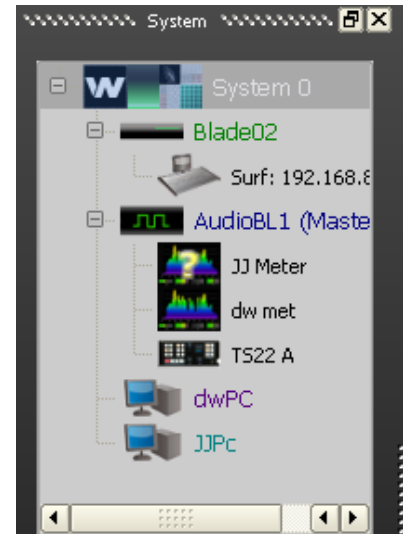 System
W System 0
Blade02
Surf: 192.168.8
AudioBL1 (Maste
? JJ Meter
dw met
TS22 A
dwPC
JJPc